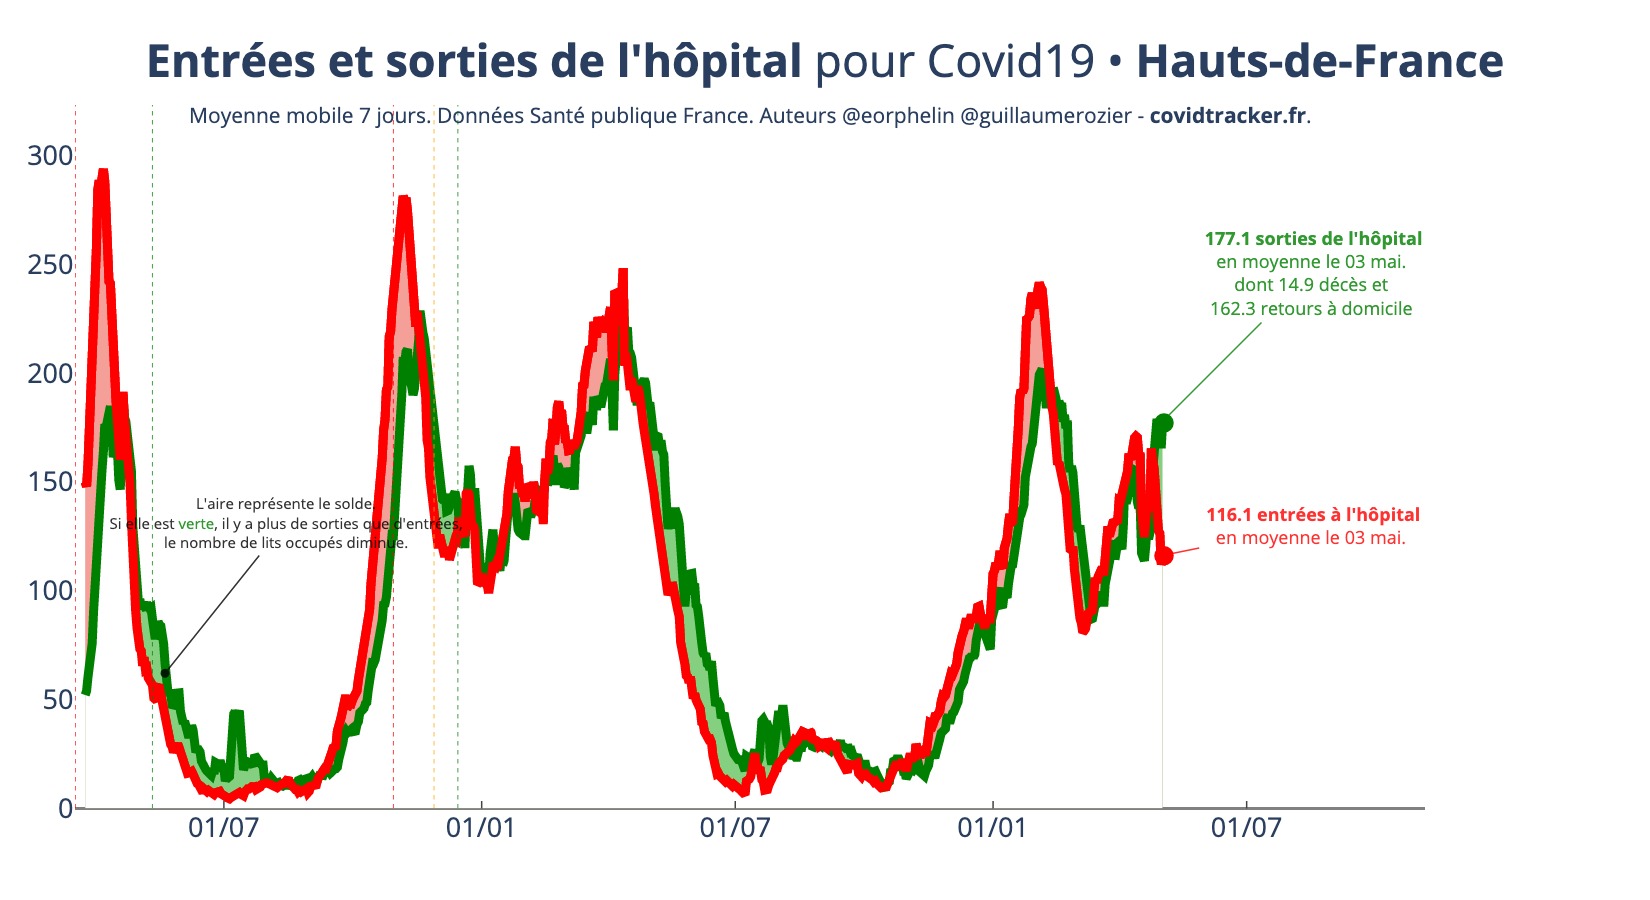 Entrées et sorties de l'hôpital pour Covid19 • Hauts-de-France
Moyenne mobile 7 jours. Données Santé publique France. Auteurs @eorphelin @guillaumerozier - covidtracker.fr.
300
250
200
150
100
50
0
177.1 sorties de l'hôpital
en moyenne le 03 mai.
dont 14.9 décès et
162.3 retours à domicile
L'aire représente le solde.
Si elle est verte, il y a plus de sorties que d'entrées,
le nombre de lits occupés diminue.
116.1 entrées à l'hôpital
en moyenne le 03 mai.
01/07
01/01
01/07
01/01
01/07